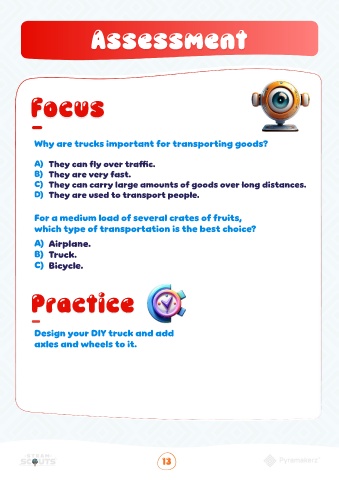 Assessment
Focus
Why are trucks important for transporting goods?
A) They can fly over traffic.
B) They are very fast.
C) They can carry large amounts of goods over long distances.
D) They are used to transport people.
For a medium load of several crates of fruits,
which type of transportation is the best choice?
A) Airplane.
B) Truck.
C) Bicycle.
Practice
Design your DIY truck and add
axles and wheels to it.
SCOUTS
13